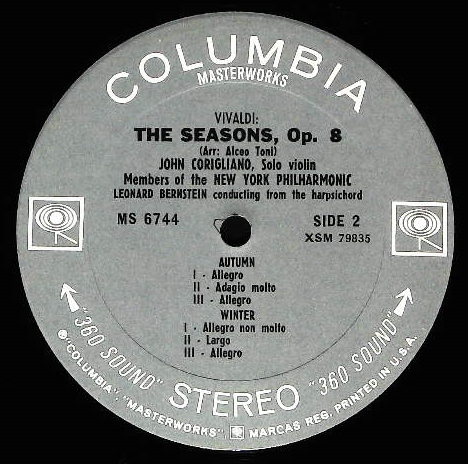 COLUMBIA
MASTERWORKS
VIVALDI:
THE SEASONS, Op. 8
(Arr: Alceo Toni)
JOHN CORIGLIANO, Solo violin
Members of the NEW YORK PHILHARMONIC
LEONARD BERNSTEIN conducting from the harpsichord
MS 6744
SIDE 2
XSM 79835
AUTUMN
I - Allegro
II - Adagio molto
III - Allegro
WINTER
I - Allegro non molto
II - Largo
III - Allegro
"360 SOUND" STEREO "360 SOUND"
℗ "COLUMBIA", "MASTERWORKS", MARCAS REG. PRINTED IN U.S.A.